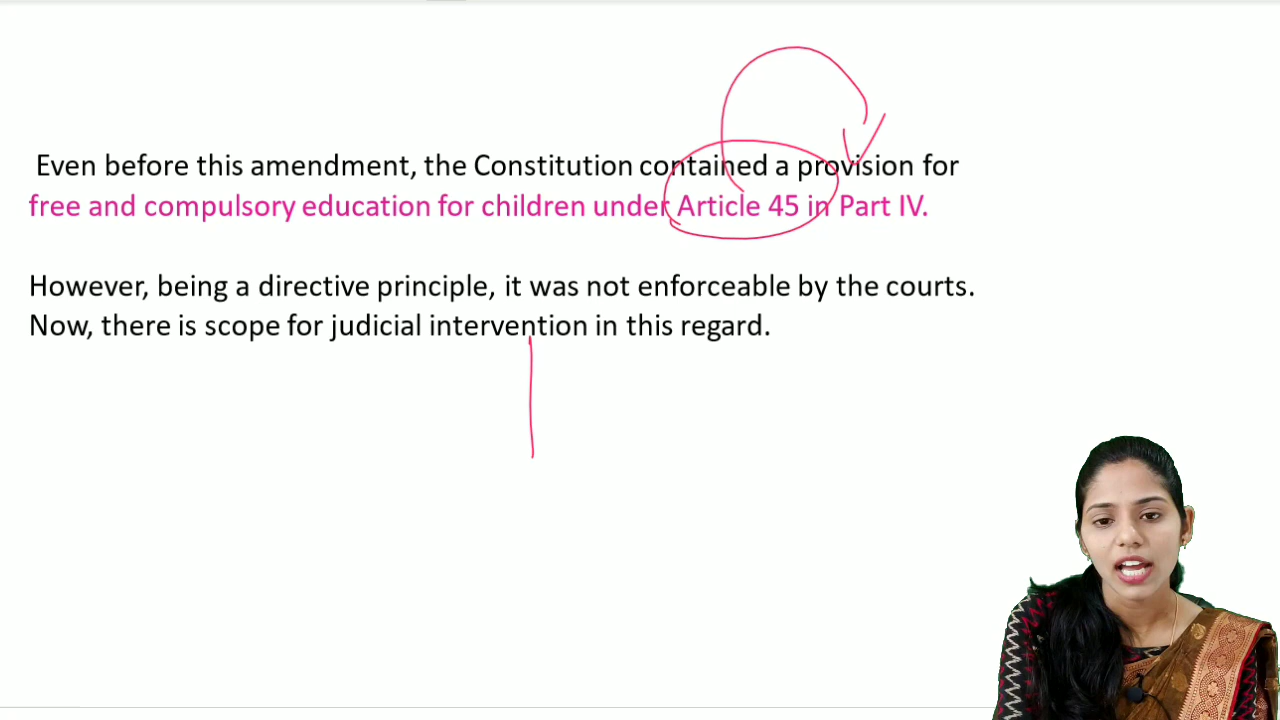 Even before this amendment, the Constitution contained a provision for
free and compulsory education for children under Article 45 in Part IV.
However, being a directive principle, it was not enforceable by the courts.
Now, there is scope for judicial intervention in this regard.